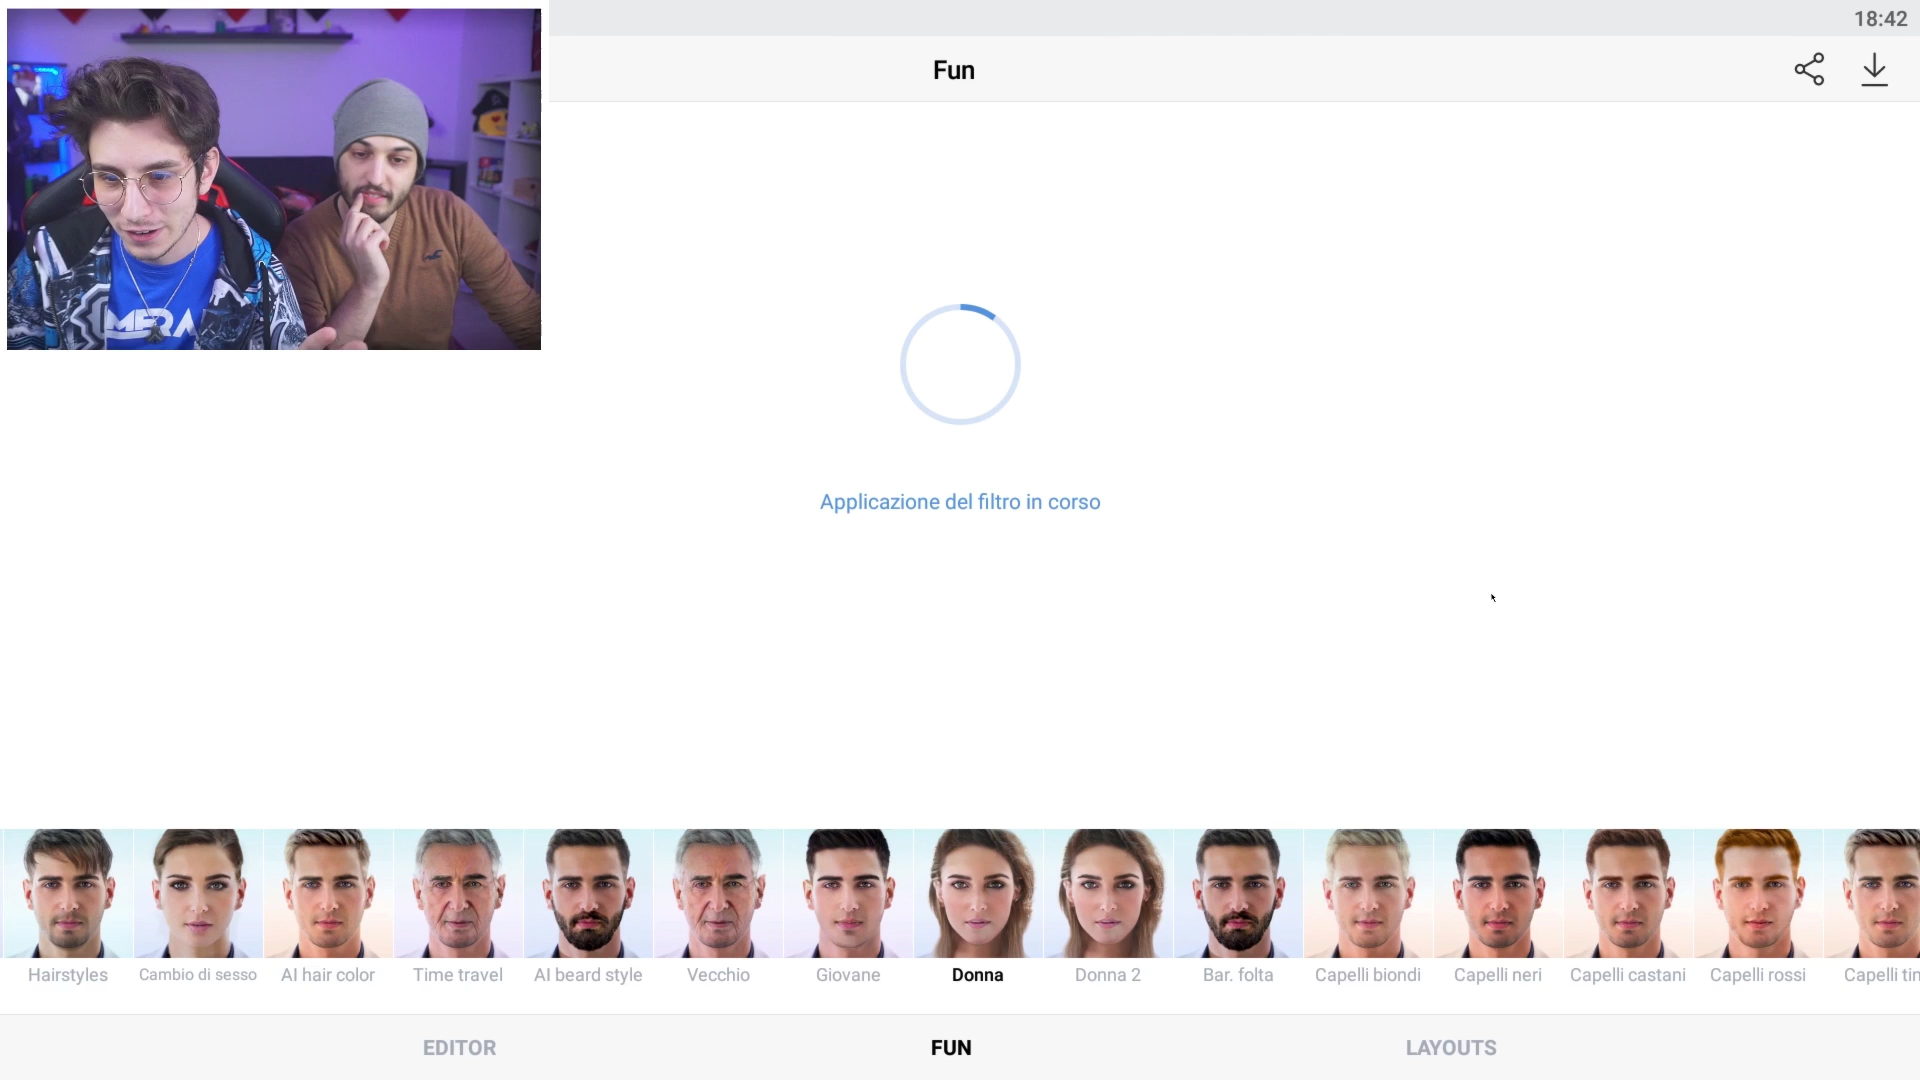 18:42
Fun
Applicazione del filtro in corso
Hairstyles
Cambio di sesso
AI hair color
Time travel
AI beard style
Vecchio
Giovane
Donna
Donna 2
Bar. folta
Capelli biondi
Capelli neri
Capelli castani
Capelli rossi
Capelli
EDITOR
FUN
LAYOUTS